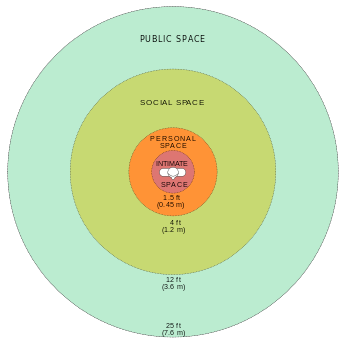 PUBLIC SPACE
SOCIAL SPACE
PERSONAL
SPACE
INTIMATE
SPACE
1.5 ft
(0.45 m)
4 ft
(1.2 m)
12 ft
(3.6 m)
25 ft
(7.6 m)